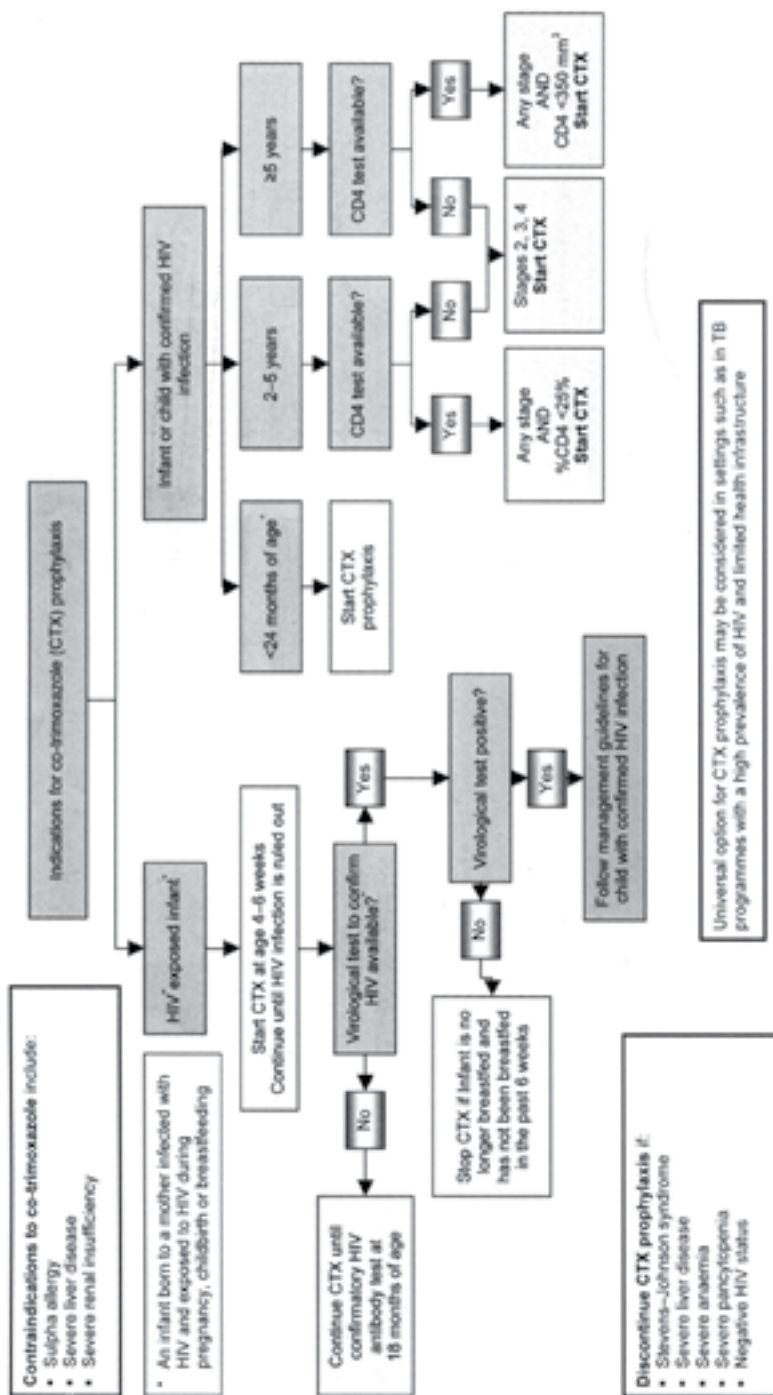 Indications for co-trimoxazole (CTX) prophylaxis
Contraindications to co-trimoxazole include:
• Sulpha allergy
• Severe liver disease
• Severe renal insufficiency
* An infant born to a mother infected with
HIV and exposed to HIV during
pregnancy, childbirth or breastfeeding
HIV* exposed infant*
Start CTX at age 4–6 weeks
Continue until HIV infection is ruled out
Virological test to confirm
HIV available?*
No
Yes
Continue CTX until
confirmatory HIV
antibody test at
18 months of age
Virological test positive?
No
Yes
Stop CTX if Infant is no
longer breastfed and
has not been breastfed
in the past 6 weeks
Follow management guidelines for
child with confirmed HIV infection
Infant or child with confirmed HIV
infection
<24 months of age*
Start CTX
prophylaxis
2–5 years
CD4 test available?
Yes
No
≥5 years
CD4 test available?
No
Yes
Any stage
AND
%CD4 <25%
Start CTX
Stages 2, 3, 4
Start CTX
Any stage
AND
CD4 <350 mm³
Start CTX
Discontinue CTX prophylaxis if:
• Stevens–Johnson syndrome
• Severe liver disease
• Severe anaemia
• Severe pancytopenia
• Negative HIV status
Universal option for CTX prophylaxis may be considered in settings such as in TB
programmes with a high prevalence of HIV and limited health infrastructure